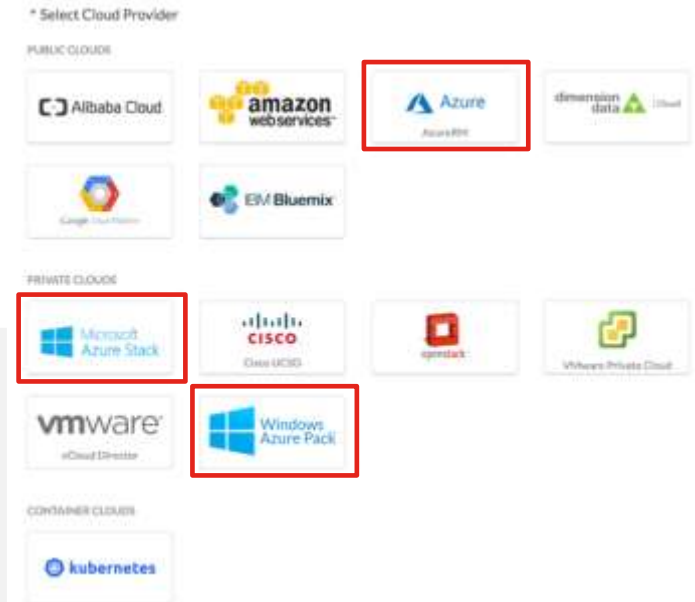 * Select Cloud Provider
PUBLIC CLOUDS
Alibaba Cloud
amazon
webservices™
Azure
AzureRM
dimension
data
Cloud
Google Cloud Platform
IBM Bluemix
PRIVATE CLOUDS
Microsoft
Azure Stack
CISCO
Cisco UCSD
openstack
VMware Private Cloud
vmware®
vCloud Director
Windows
Azure Pack
CONTAINER CLOUDS
kubernetes